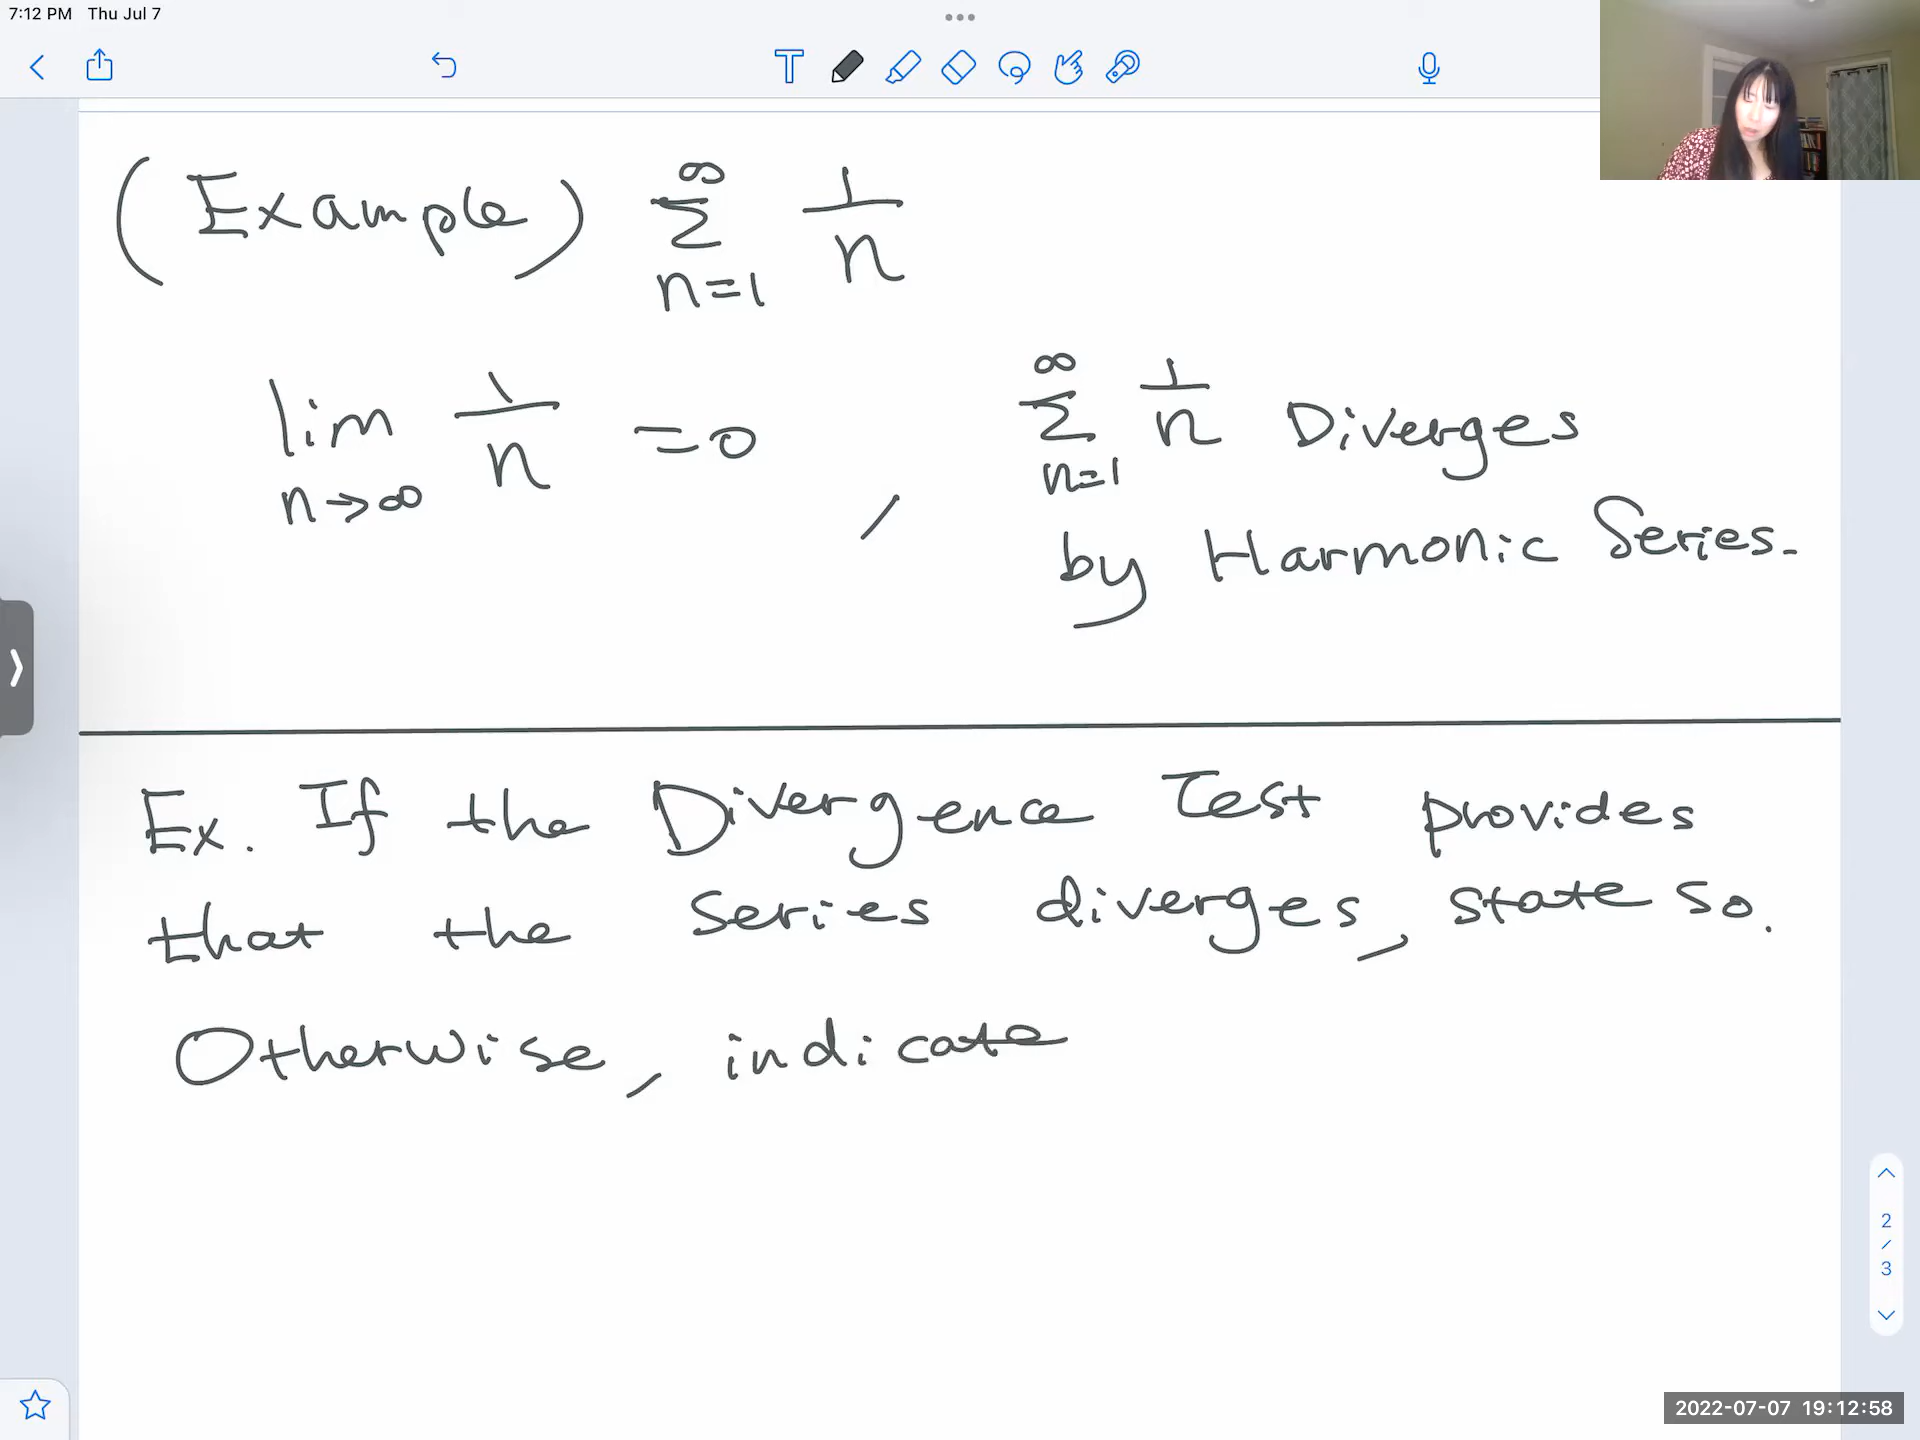 7:12 PM Thu Jul 7
(Example) ∞ Σ n=1 1/n
lim n→∞ 1/n = 0 , ∞ Σ n=1 1/n Diverges
by Harmonic Series.
Ex. If the Divergence Test provides
that the series diverges, state so.
Otherwise, indicate
2
/
3
2022-07-07 19:12:58